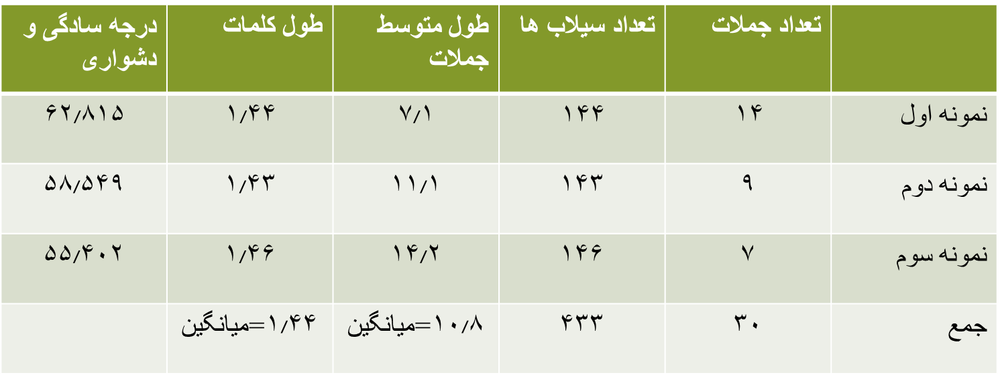 تعداد جملات	تعداد سیلاب ها	طول متوسط جملات	طول کلمات	درجه سادگی و دشواری
نمونه اول	۱۴	۱۴۴	۷/۱	۱/۴۴	۶۲/۸۱۵
نمونه دوم	۹	۱۴۳	۱۱/۱	۱/۴۳	۵۸/۵۴۹
نمونه سوم	۷	۱۴۶	۱۴/۲	۱/۴۶	۵۵/۴۰۲
جمع	۳۰	۴۳۳	۱۰/۸=میانگین	۱/۴۴=میانگین